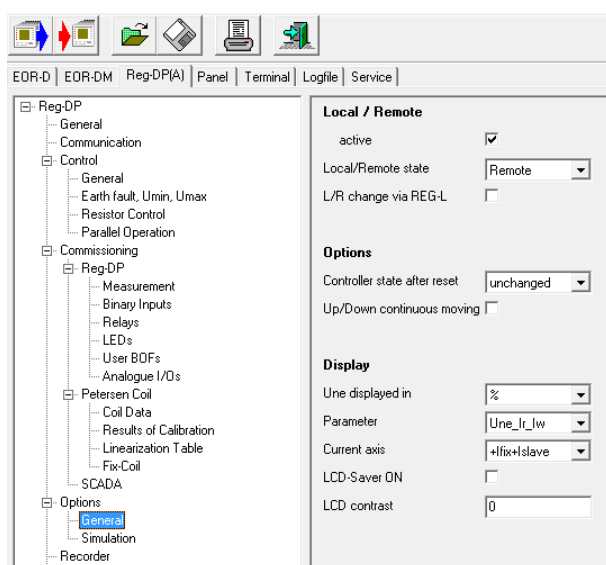 EOR-D EOR-DM Reg-DP(A) Panel Terminal Logfile Service
Reg-DP
General
Communication
Control
General
Earth fault, Umin, Umax
Resistor Control
Parallel Operation
Commissioning
Reg-DP
Measurement
Binary Inputs
Relays
LEDs
User BOFs
Analogue I/Os
Petersen Coil
Coil Data
Results of Calibration
Linearization Table
Fix-Coil
SCADA
Options
General
Simulation
Recorder
Local / Remote
active
Local/Remote state Remote
L/R change via REG-L
Options
Controller state after reset unchanged
Up/Down continuous moving
Display
Une displayed in %
Parameter Une_Ir_Iw
Current axis +Ifix+Islave
LCD-Saver ON
LCD contrast 0